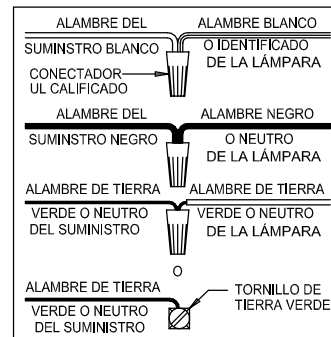 ALAMBRE DEL ALAMBRE BLANCO
SUMINSTRO BLANCO O IDENTIFICADO
DE LA LÁMPARA
CONECTADOR
UL CALIFICADO
ALAMBRE DEL ALAMBRE NEGRO
SUMINSTRO NEGRO O NEUTRO
DE LA LÁMPARA
ALAMBRE DE TIERRA ALAMBRE DE TIERRA
VERDE O NEUTRO VERDE O NEUTRO
DEL SUMINISTRO DE LA LÁMPARA
O
ALAMBRE DE TIERRA TORNILLO DE
VERDE O NEUTRO TIERRA VERDE
DEL SUMINISTRO